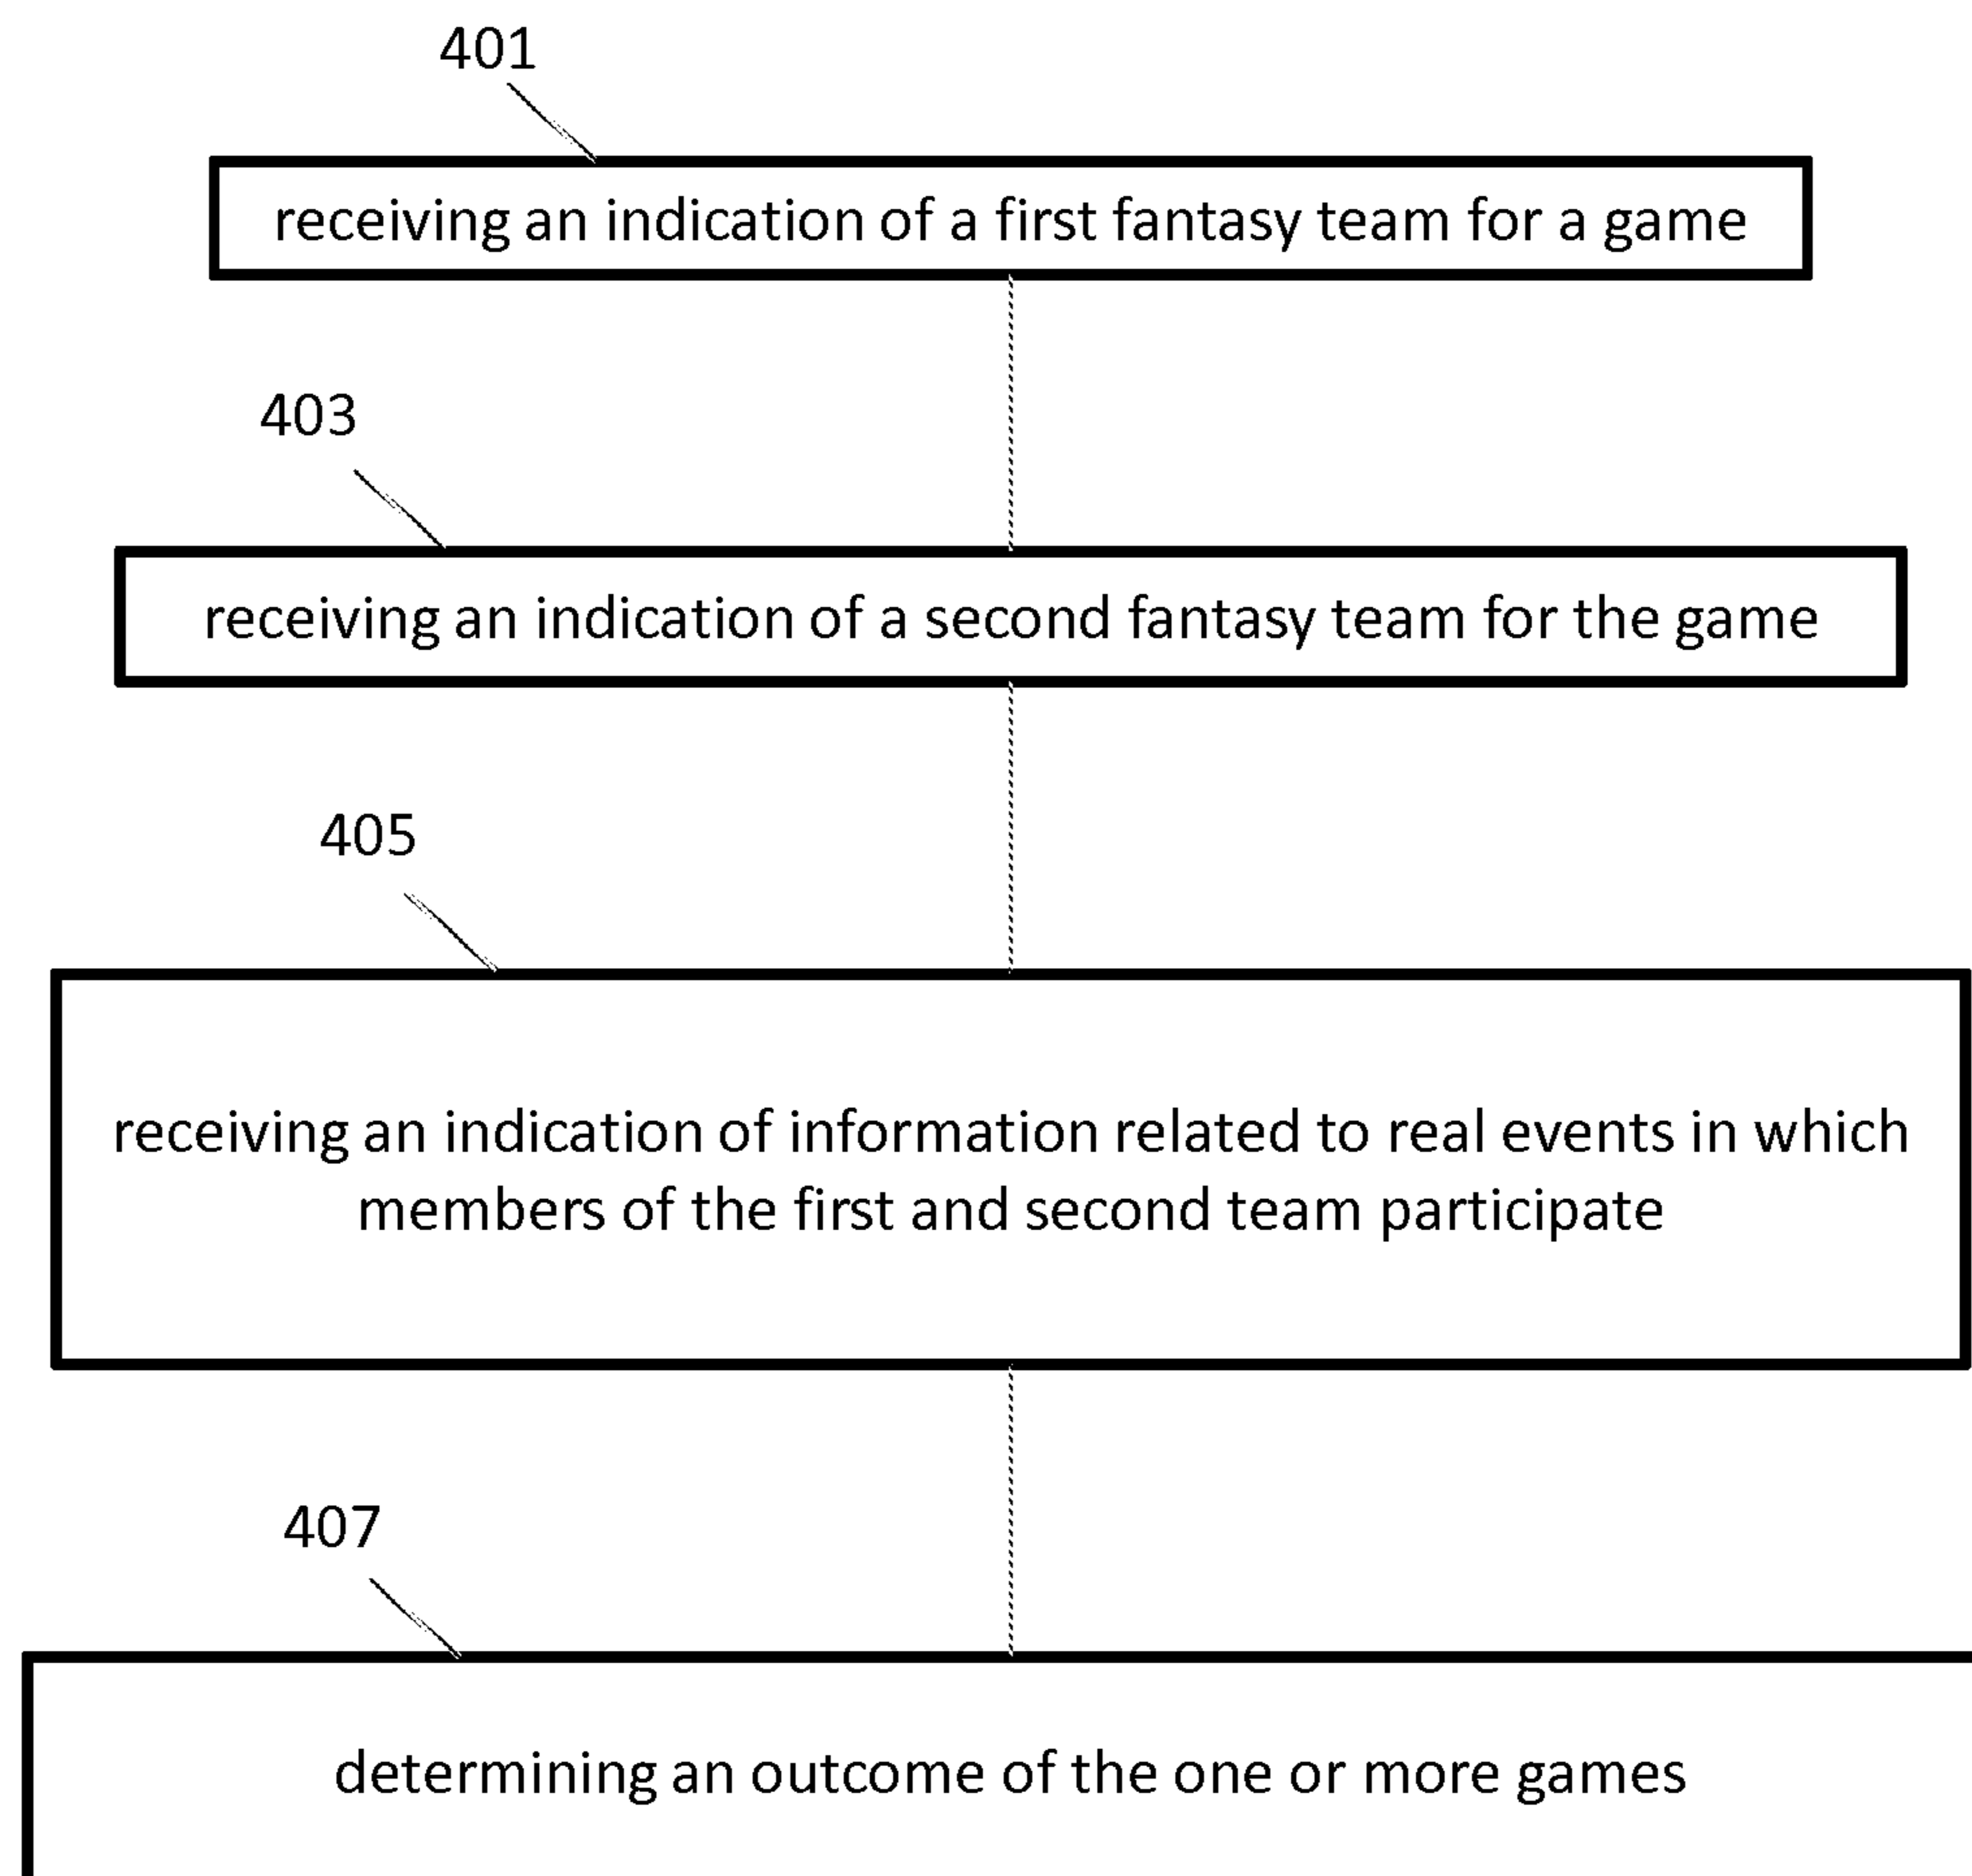 401
receiving an indication of a first fantasy team for a game
403
receiving an indication of a second fantasy team for the game
405
receiving an indication of information related to real events in which
members of the first and second team participate
407
determining an outcome of the one or more games